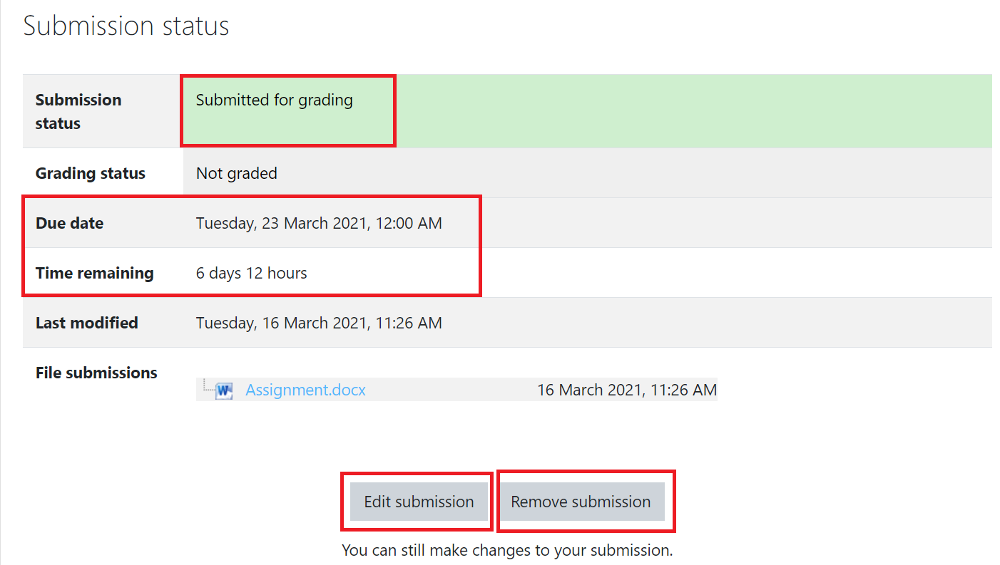 Submission status
Submission status Submitted for grading
Grading status Not graded
Due date Tuesday, 23 March 2021, 12:00 AM
Time remaining 6 days 12 hours
Last modified Tuesday, 16 March 2021, 11:26 AM
File submissions
Assignment.docx 16 March 2021, 11:26 AM
Edit submission Remove submission
You can still make changes to your submission.